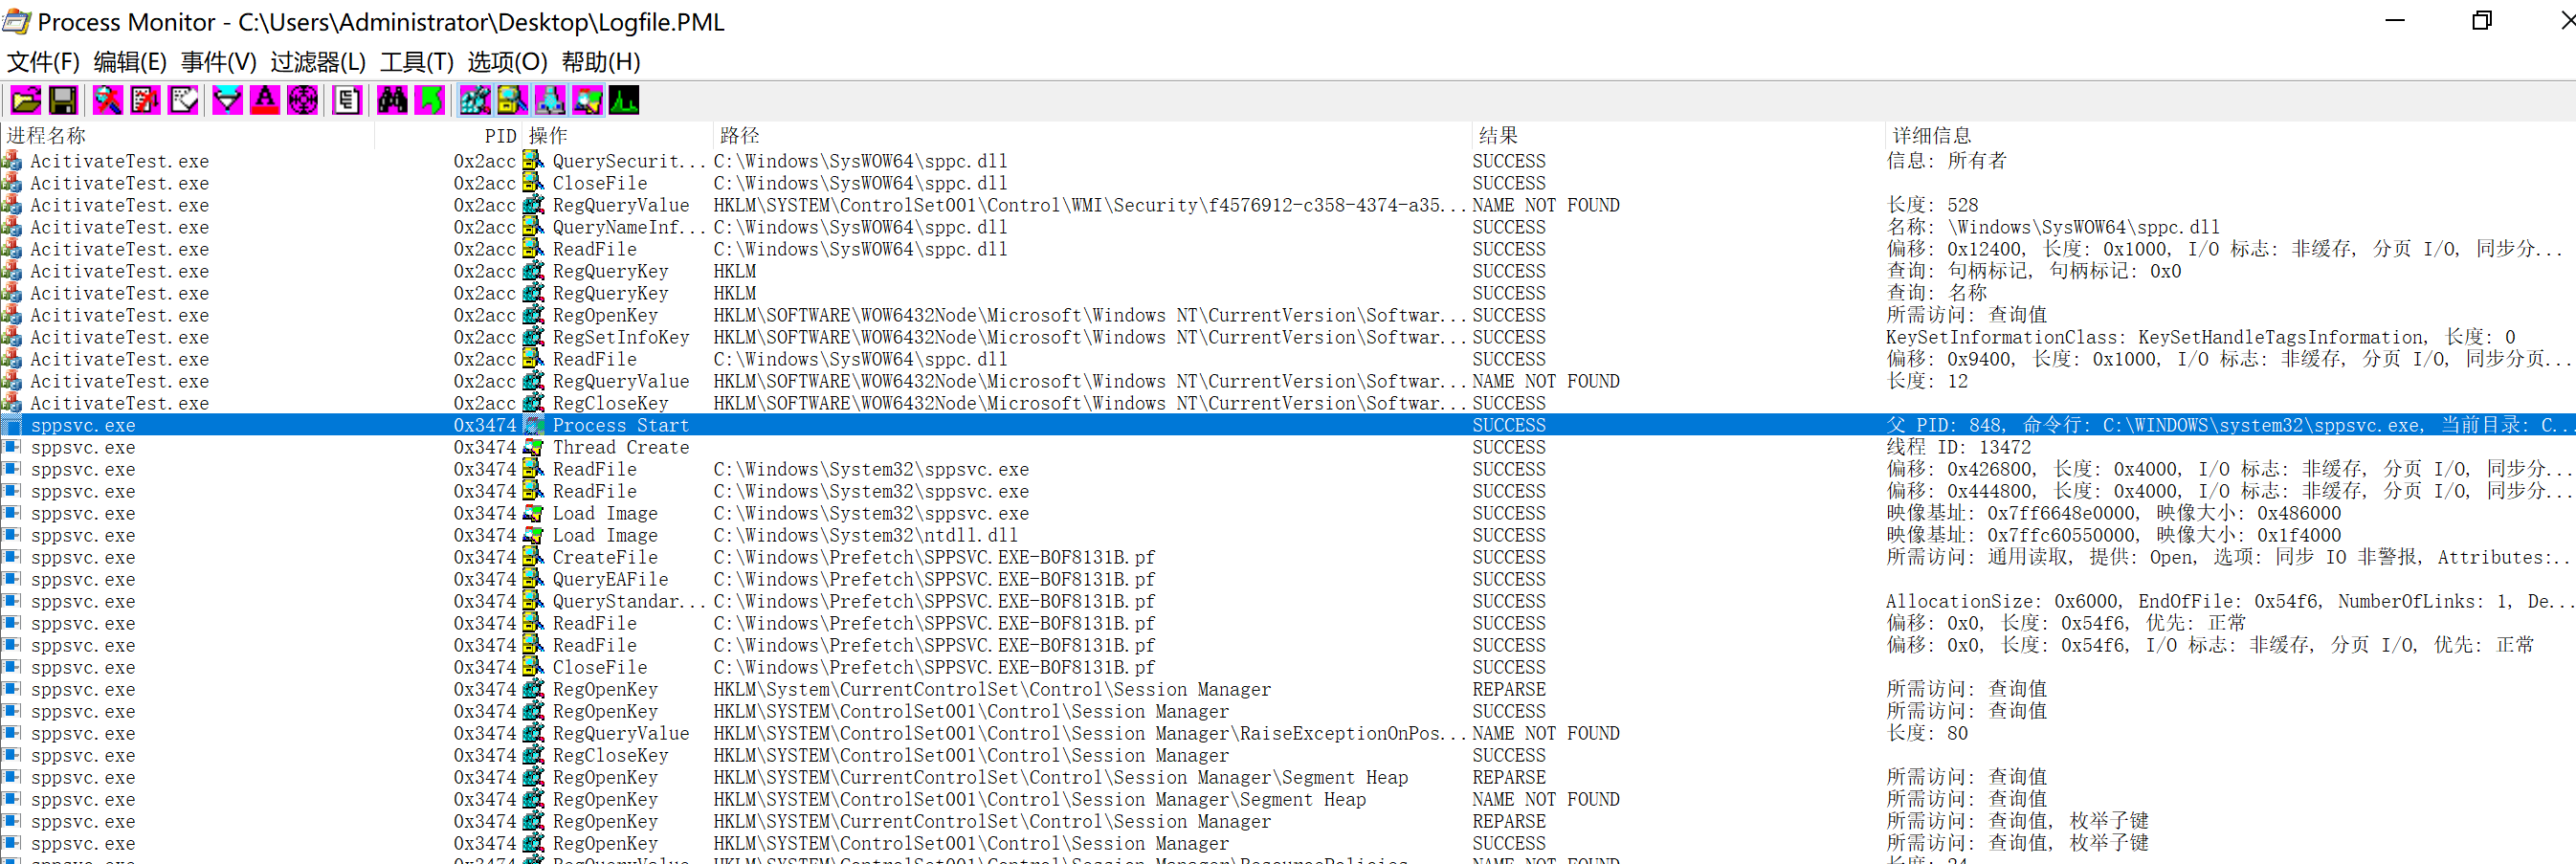 Process Monitor - C:\Users\Administrator\Desktop\Logfile.PML
文件(F) 编辑(E) 事件(V) 过滤器(L) 工具(T) 选项(O) 帮助(H)
进程名称 PID 操作 路径 结果 详细信息
AcitivateTest.exe 0x2acc QuerySecurit... C:\Windows\SysWOW64\sppc.dll SUCCESS 信息: 所有者
AcitivateTest.exe 0x2acc CloseFile C:\Windows\SysWOW64\sppc.dll SUCCESS
AcitivateTest.exe 0x2acc RegQueryValue HKLM\SYSTEM\ControlSet001\Control\WMI\Security\f4576912-c358-4374-a35... NAME NOT FOUND 长度: 528
AcitivateTest.exe 0x2acc QueryNameInf... C:\Windows\SysWOW64\sppc.dll SUCCESS 名称: \Windows\SysWOW64\sppc.dll
AcitivateTest.exe 0x2acc ReadFile C:\Windows\SysWOW64\sppc.dll SUCCESS 偏移: 0x12400, 长度: 0x1000, I/O 标志: 非缓存, 分页 I/O, 同步分...
AcitivateTest.exe 0x2acc RegQueryKey HKLM SUCCESS 查询: 句柄标记, 句柄标记: 0x0
AcitivateTest.exe 0x2acc RegQueryKey HKLM SUCCESS 查询: 名称
AcitivateTest.exe 0x2acc RegOpenKey HKLM\SOFTWARE\WOW6432Node\Microsoft\Windows NT\CurrentVersion\Softwar... SUCCESS 所需访问: 查询值
AcitivateTest.exe 0x2acc RegSetInfoKey HKLM\SOFTWARE\WOW6432Node\Microsoft\Windows NT\CurrentVersion\Softwar... SUCCESS KeySetInformationClass: KeySetHandleTagsInformation, 长度: 0
AcitivateTest.exe 0x2acc ReadFile C:\Windows\SysWOW64\sppc.dll SUCCESS 偏移: 0x9400, 长度: 0x1000, I/O 标志: 非缓存, 分页 I/O, 同步分页...
AcitivateTest.exe 0x2acc RegQueryValue HKLM\SOFTWARE\WOW6432Node\Microsoft\Windows NT\CurrentVersion\Softwar... NAME NOT FOUND 长度: 12
AcitivateTest.exe 0x2acc RegCloseKey HKLM\SOFTWARE\WOW6432Node\Microsoft\Windows NT\CurrentVersion\Softwar... SUCCESS
sppsvc.exe 0x3474 Process Start SUCCESS 父 PID: 848, 命令行: C:\WINDOWS\system32\sppsvc.exe, 当前目录: C...
sppsvc.exe 0x3474 Thread Create SUCCESS 线程 ID: 13472
sppsvc.exe 0x3474 ReadFile C:\Windows\System32\sppsvc.exe SUCCESS 偏移: 0x426800, 长度: 0x4000, I/O 标志: 非缓存, 分页 I/O, 同步分...
sppsvc.exe 0x3474 ReadFile C:\Windows\System32\sppsvc.exe SUCCESS 偏移: 0x444800, 长度: 0x4000, I/O 标志: 非缓存, 分页 I/O, 同步分...
sppsvc.exe 0x3474 Load Image C:\Windows\System32\sppsvc.exe SUCCESS 映像基址: 0x7ff6648e0000, 映像大小: 0x486000
sppsvc.exe 0x3474 Load Image C:\Windows\System32\ntdll.dll SUCCESS 映像基址: 0x7ffc60550000, 映像大小: 0x1f4000
sppsvc.exe 0x3474 CreateFile C:\Windows\Prefetch\SPPSVC.EXE-B0F8131B.pf SUCCESS 所需访问: 通用读取, 提供: Open, 选项: 同步 IO 非警报, Attributes:...
sppsvc.exe 0x3474 QueryEAFile C:\Windows\Prefetch\SPPSVC.EXE-B0F8131B.pf SUCCESS
sppsvc.exe 0x3474 QueryStandar... C:\Windows\Prefetch\SPPSVC.EXE-B0F8131B.pf SUCCESS AllocationSize: 0x6000, EndOfFile: 0x54f6, NumberOfLinks: 1, De...
sppsvc.exe 0x3474 ReadFile C:\Windows\Prefetch\SPPSVC.EXE-B0F8131B.pf SUCCESS 偏移: 0x0, 长度: 0x54f6, 优先: 正常
sppsvc.exe 0x3474 ReadFile C:\Windows\Prefetch\SPPSVC.EXE-B0F8131B.pf SUCCESS 偏移: 0x0, 长度: 0x54f6, I/O 标志: 非缓存, 分页 I/O, 优先: 正常
sppsvc.exe 0x3474 CloseFile C:\Windows\Prefetch\SPPSVC.EXE-B0F8131B.pf SUCCESS
sppsvc.exe 0x3474 RegOpenKey HKLM\System\CurrentControlSet\Control\Session Manager REPARSE 所需访问: 查询值
sppsvc.exe 0x3474 RegOpenKey HKLM\SYSTEM\ControlSet001\Control\Session Manager SUCCESS 所需访问: 查询值
sppsvc.exe 0x3474 RegQueryValue HKLM\SYSTEM\ControlSet001\Control\Session Manager\RaiseExceptionOnPos... NAME NOT FOUND 长度: 80
sppsvc.exe 0x3474 RegCloseKey HKLM\SYSTEM\ControlSet001\Control\Session Manager SUCCESS
sppsvc.exe 0x3474 RegOpenKey HKLM\SYSTEM\CurrentControlSet\Control\Session Manager\Segment Heap REPARSE 所需访问: 查询值
sppsvc.exe 0x3474 RegOpenKey HKLM\SYSTEM\ControlSet001\Control\Session Manager\Segment Heap NAME NOT FOUND 所需访问: 查询值
sppsvc.exe 0x3474 RegOpenKey HKLM\SYSTEM\CurrentControlSet\Control\Session Manager REPARSE 所需访问: 查询值, 枚举子键
sppsvc.exe 0x3474 RegOpenKey HKLM\SYSTEM\ControlSet001\Control\Session Manager SUCCESS 所需访问: 查询值, 枚举子键